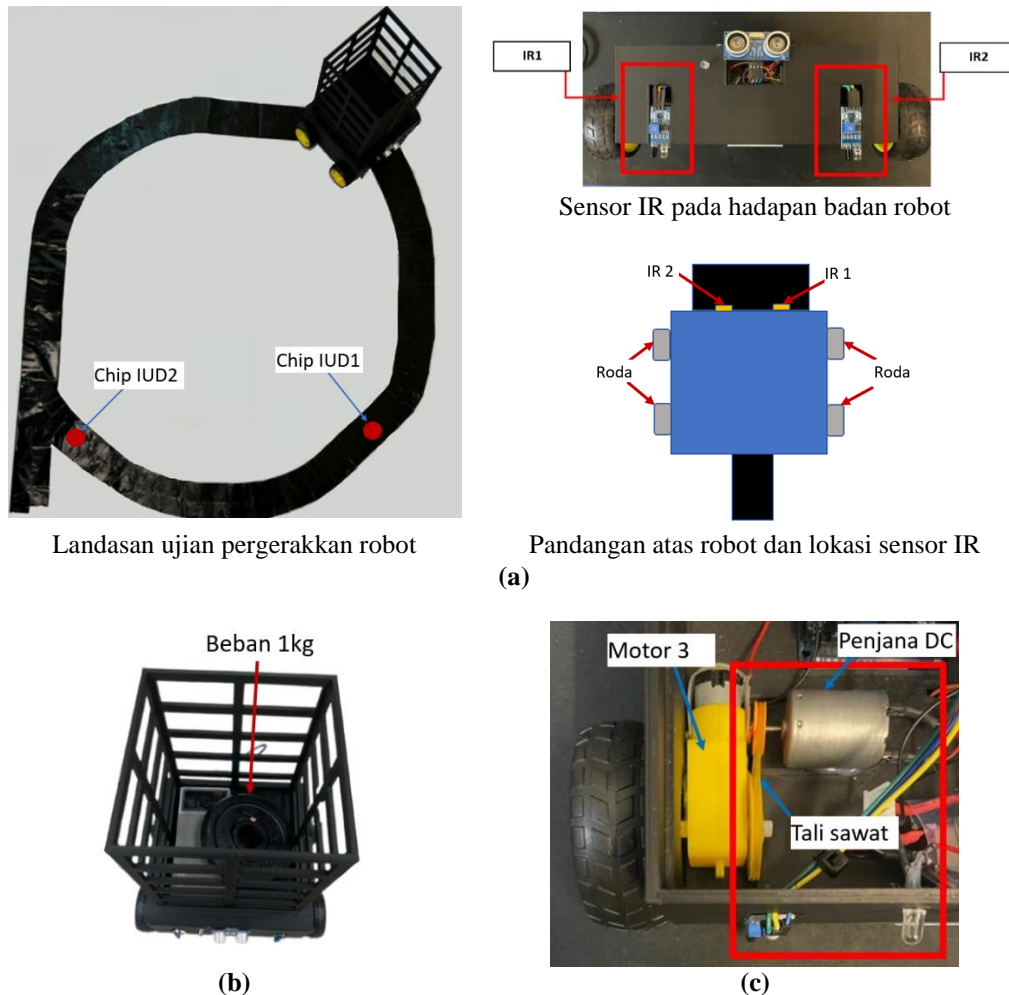 IR1
IR2
Sensor IR pada hadapan badan robot
Chip IUD2
Chip IUD1
IR 2
IR 1
Roda
Roda
Landasan ujian pergerakkan robot
Pandangan atas robot dan lokasi sensor IR
(a)
Beban 1kg
Motor 3
Penjana DC
Tali sawat
(b)
(c)